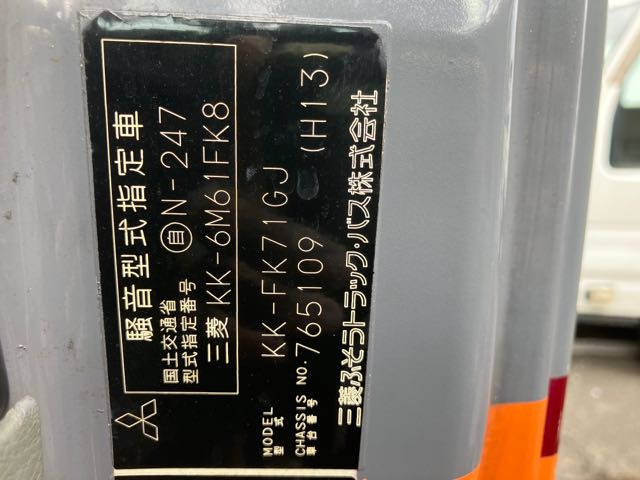 騒音型式指定車
国土交通省
型式指定番号 自 N-247
三菱 KK-6M61FK8
MODEL
型式 KK-FK71GJ
CHASSIS NO.
車台番号 765109 (H13)
三菱ふそうトラック・バス株式会社